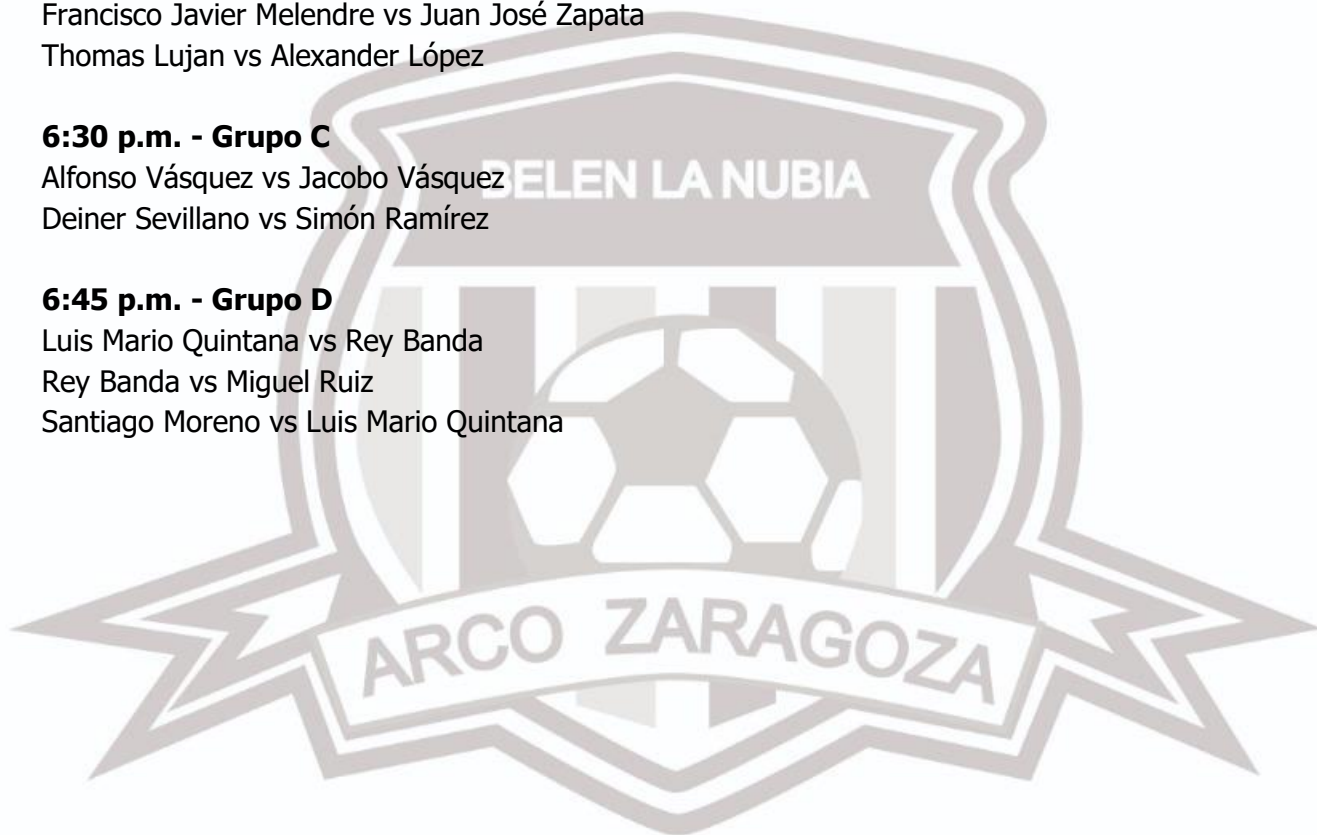 Francisco Javier Melendre vs Juan José Zapata
Thomas Lujan vs Alexander López
6:30 p.m. - Grupo C
Alfonso Vásquez vs Jacobo Vásquez
Deiner Sevillano vs Simón Ramírez
6:45 p.m. - Grupo D
Luis Mario Quintana vs Rey Banda
Rey Banda vs Miguel Ruiz
Santiago Moreno vs Luis Mario Quintana
BELEN LA NUBIA
ARCO ZARAGOZA